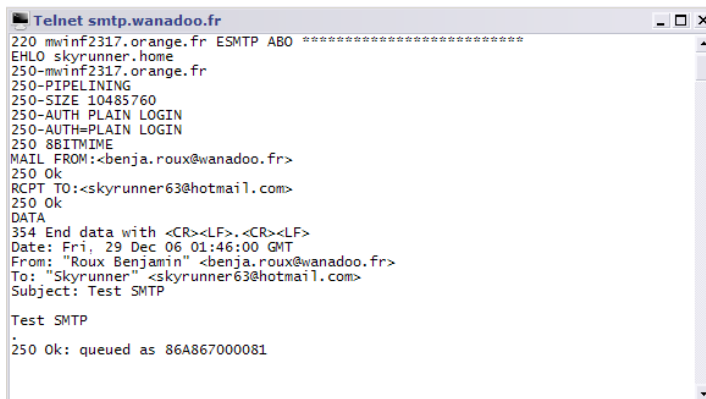 Telnet smtp.wanadoo.fr
220 mwinf2317.orange.fr ESMTP ABO **************************
EHLO skyrunner.home
250-mwinf2317.orange.fr
250-PIPELINING
250-SIZE 10485760
250-AUTH PLAIN LOGIN
250-AUTH=PLAIN LOGIN
250 8BITMIME
MAIL FROM:<benja.roux@wanadoo.fr>
250 Ok
RCPT TO:<skyrunner63@hotmail.com>
250 Ok
DATA
354 End data with <CR><LF>.<CR><LF>
Date: Fri, 29 Dec 06 01:46:00 GMT
From: "Roux Benjamin" <benja.roux@wanadoo.fr>
To: "Skyrunner" <skyrunner63@hotmail.com>
Subject: Test SMTP

Test SMTP
.
250 Ok: queued as 86A867000081